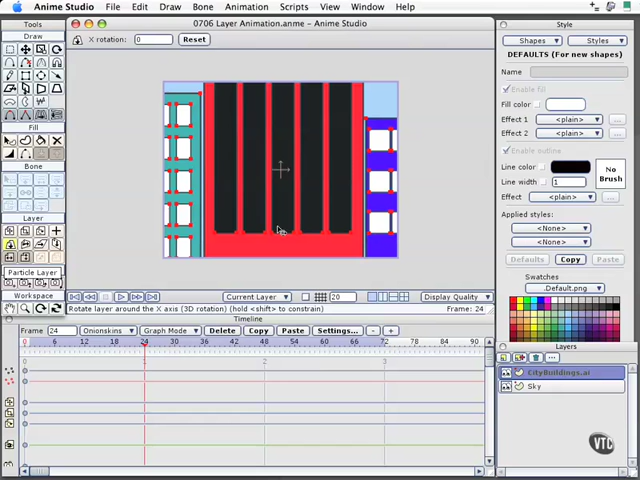 Anime Studio File Edit Draw Bone Animation Scripts View Window Help
Tools
0706 Layer Animation.anme - Anime Studio
X rotation: 0 Reset
Draw
Fill
Bone
Layer
Particle Layer
Workspace
Style
Shapes Styles
DEFAULTS (For new shapes)
Name
Enable fill
Fill color
Effect 1 <plain> ...
Effect 2 <plain> ...
Enable outline
Line color
Line width 1
No
Brush
Effect <plain> ...
Applied styles:
<None>
<None>
Defaults Copy Paste
Swatches
.Default.png
Current Layer 20 Display Quality
Rotate layer around the X axis (3D rotation) (hold <shift> to constrain) Frame: 24
Timeline
Frame 24 Onionskins Graph Mode Delete Copy Paste Settings... - +
0 6 12 18 24 30 36 42 48 54 60 66 72 78 84 90
0 1 2 3
Layers
CityBuildings.ai
Sky
VTC